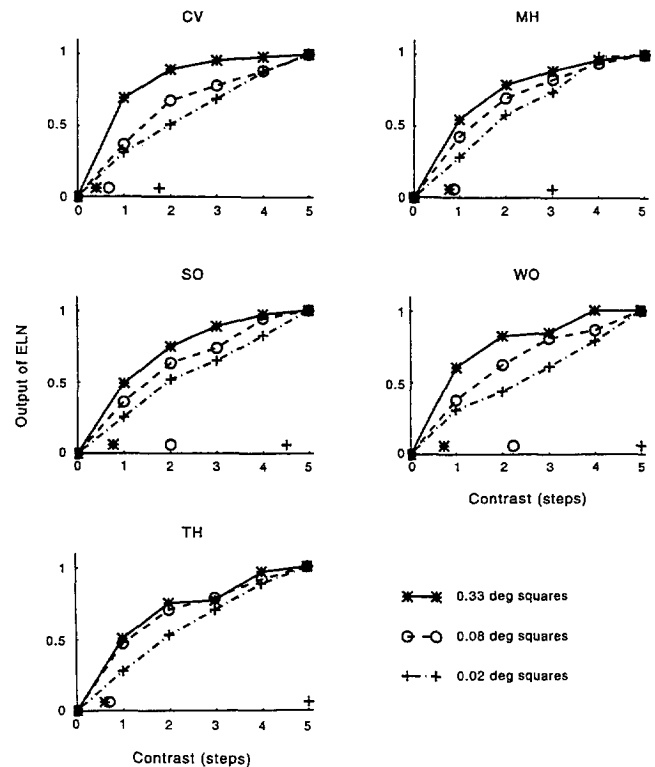 CV
MH
1
0.5
0
0 1 2 3 4 5
1
0.5
0
0 1 2 3 4 5
SO
WO
Output of ELN
1
0.5
0
0 1 2 3 4 5
1
0.5
0
0 1 2 3 4 5
Contrast (steps)
TH
1
0.5
0
0 1 2 3 4 5
Contrast (steps)
0.33 deg squares
0.08 deg squares
0.02 deg squares